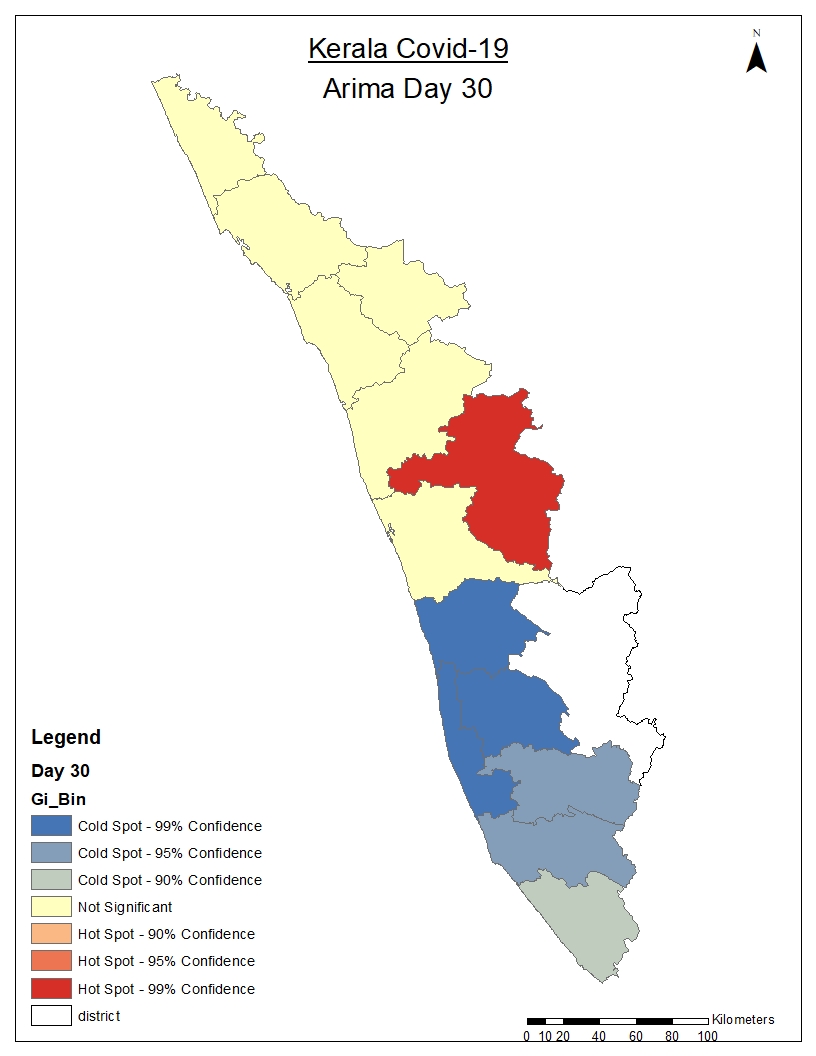 Kerala Covid-19
Arima Day 30
N
Legend
Day 30
Gi_Bin
Cold Spot - 99% Confidence
Cold Spot - 95% Confidence
Cold Spot - 90% Confidence
Not Significant
Hot Spot - 90% Confidence
Hot Spot - 95% Confidence
Hot Spot - 99% Confidence
district
Kilometers
0 10 20 40 60 80 100